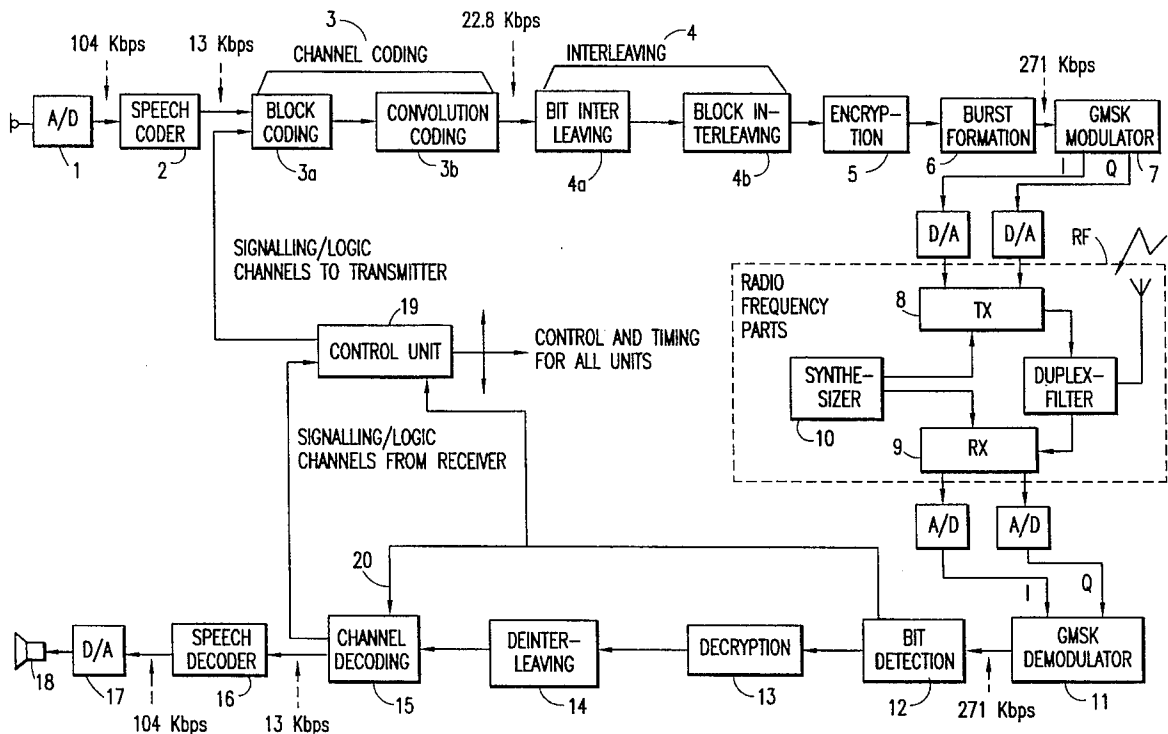 3
4
104 Kbps
13 Kbps
CHANNEL CODING
22.8 Kbps
INTERLEAVING
271 Kbps
A/D
SPEECH
CODER
BLOCK
CODING
CONVOLUTION
CODING
BIT INTER
LEAVING
BLOCK IN-
TERLEAVING
ENCRYP-
TION
BURST
FORMATION
GMSK
MODULATOR
1
2
3a
3b
4a
4b
5
6
7
I
Q
D/A
D/A
RF
SIGNALLING/LOGIC
CHANNELS TO TRANSMITTER
RADIO
FREQUENCY
PARTS
8
TX
19
CONTROL UNIT
CONTROL AND TIMING
FOR ALL UNITS
SYNTHE-
SIZER
10
DUPLEX-
FILTER
SIGNALLING/LOGIC
CHANNELS FROM RECEIVER
9
RX
A/D
A/D
20
I
Q
18
D/A
17
SPEECH
DECODER
16
CHANNEL
DECODING
15
DEINTER-
LEAVING
14
DECRYPTION
13
BIT
DETECTION
12
GMSK
DEMODULATOR
11
104 Kbps
13 Kbps
271 Kbps